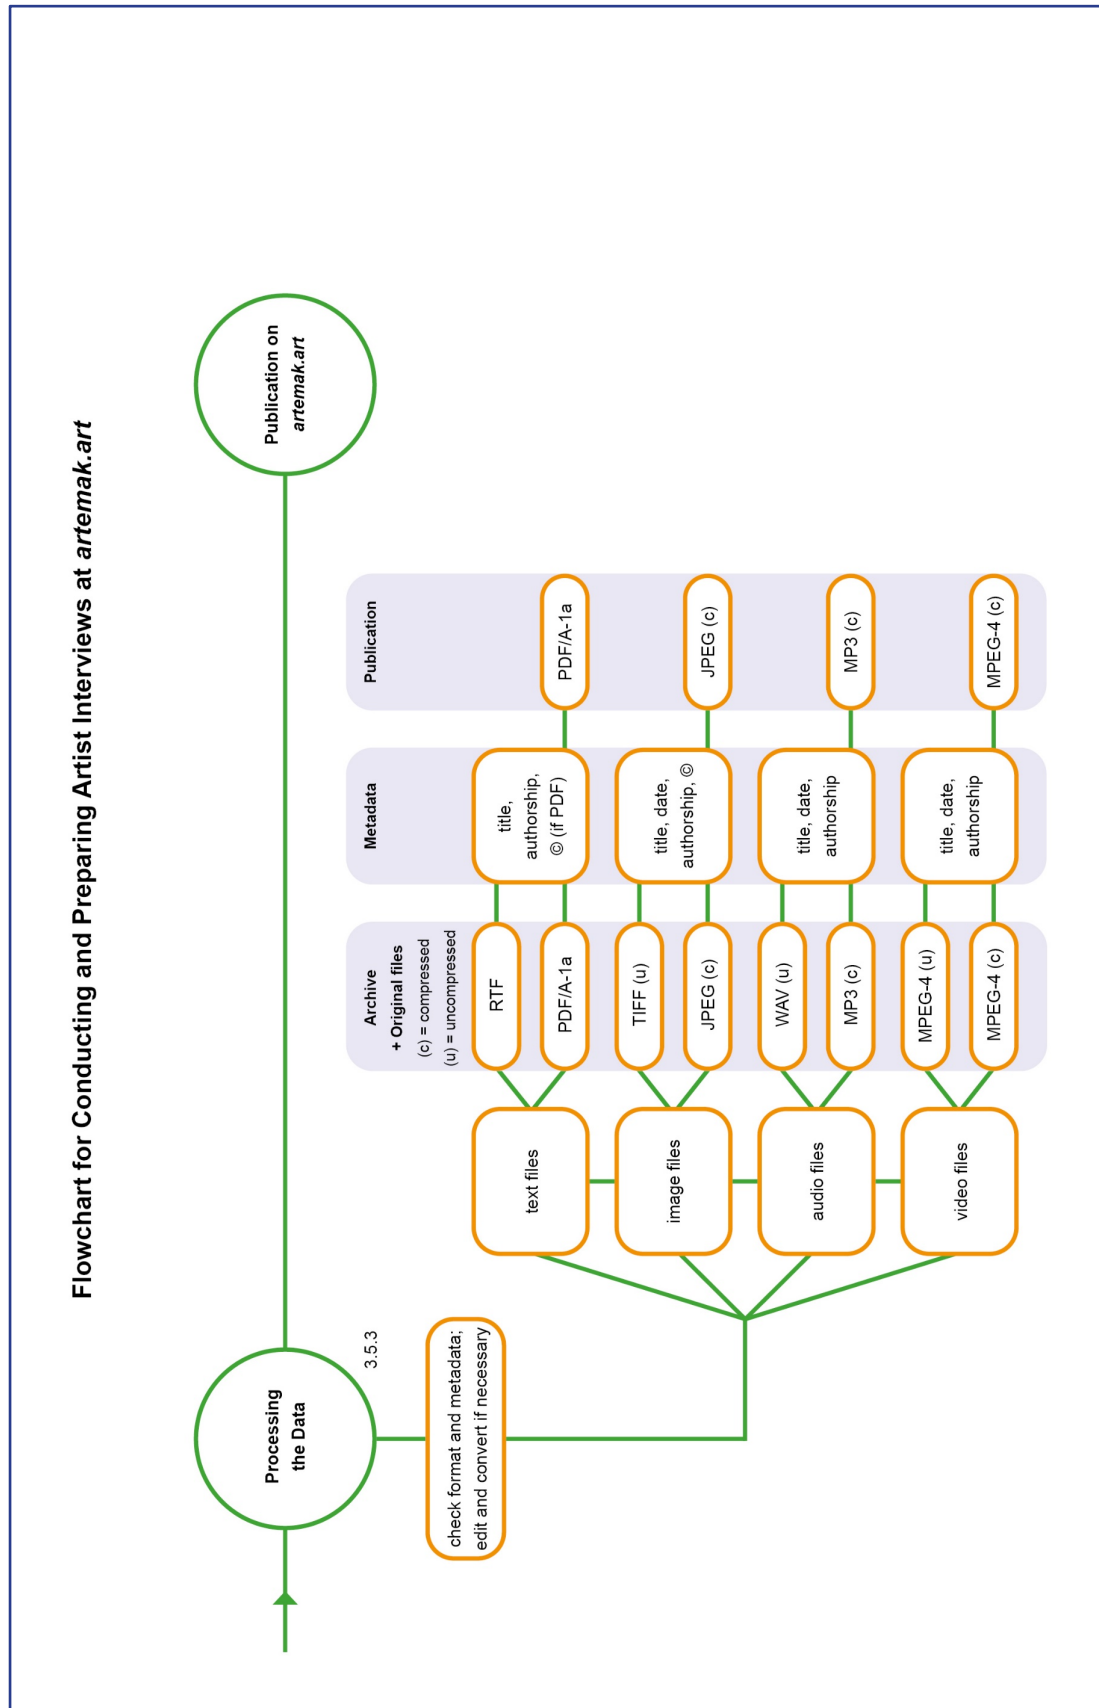 Flowchart for Conducting and Preparing Artist Interviews at artemak.art
Processing
the Data
Publication on
artemak.art
3.5.3
check format and metadata;
edit and convert if necessary
Archive
+ Original files
(c) = compressed
(u) = uncompressed
Metadata
Publication
text files
RTF
PDF/A-1a
title,
authorship,
© (if PDF)
PDF/A-1a
image files
TIFF (u)
JPEG (c)
title, date,
authorship, ©
JPEG (c)
audio files
WAV (u)
MP3 (c)
title, date,
authorship
MP3 (c)
video files
MPEG-4 (u)
MPEG-4 (c)
title, date,
authorship
MPEG-4 (c)